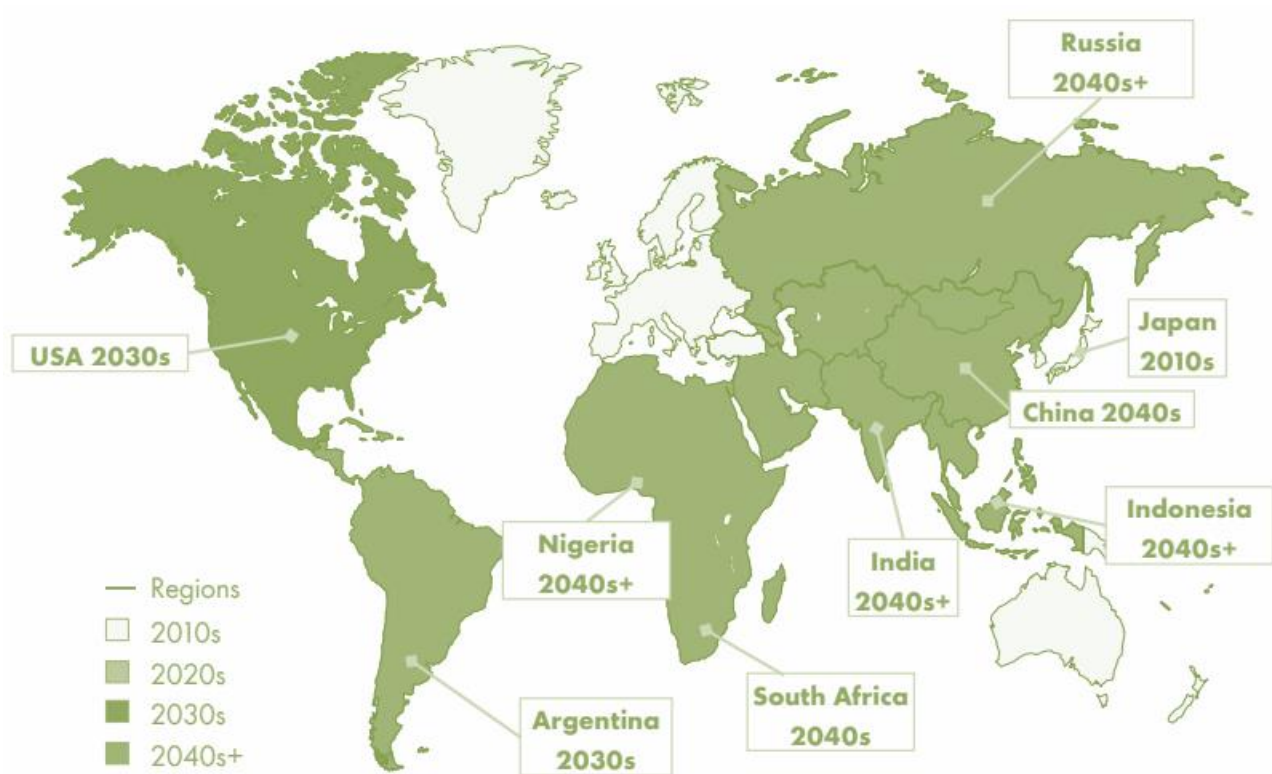 Russia
2040s+
Japan
2010s
USA 2030s
China 2040s
Nigeria
2040s+
Indonesia
2040s+
India
2040s+
Regions
2010s
2020s
2030s
2040s+
Argentina
2030s
South Africa
2040s